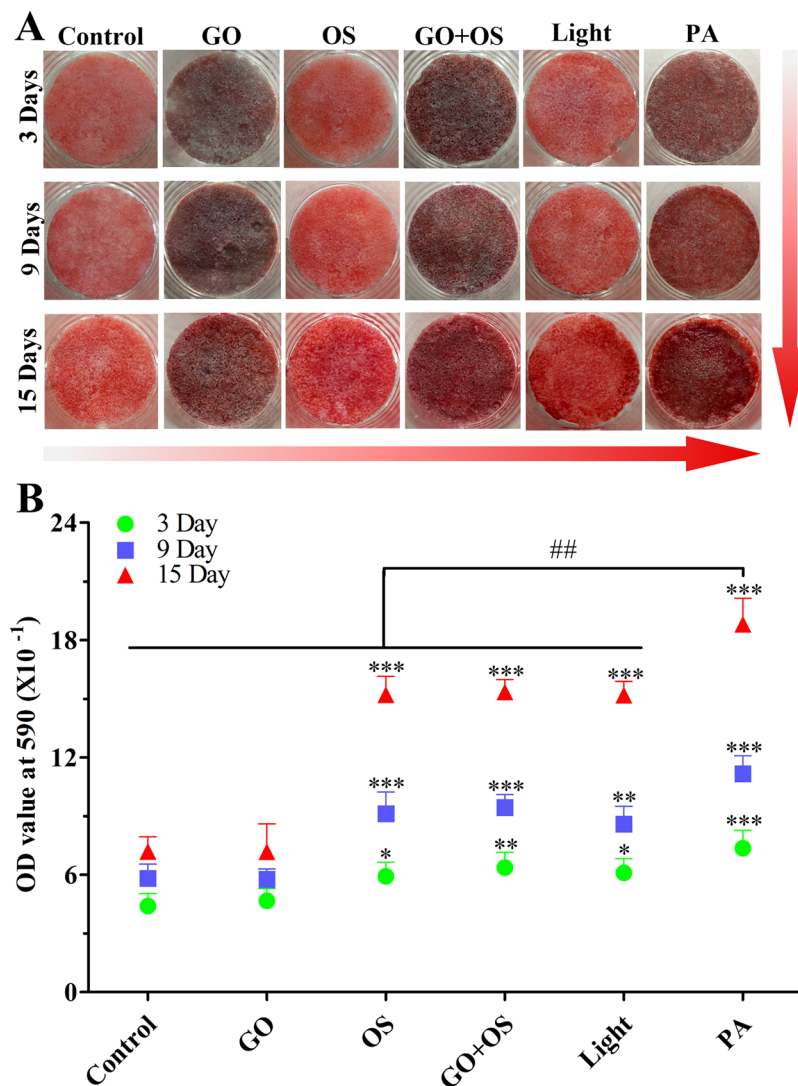 A
Control GO OS GO+OS Light PA
3 Days
9 Days
15 Days
B
24
18
12
6
0
OD value at 590 (X10 -1)
3 Day
9 Day
15 Day
##
***
*** *** ***
***
*** *** **
***
* ** *
Control GO OS GO+OS Light PA